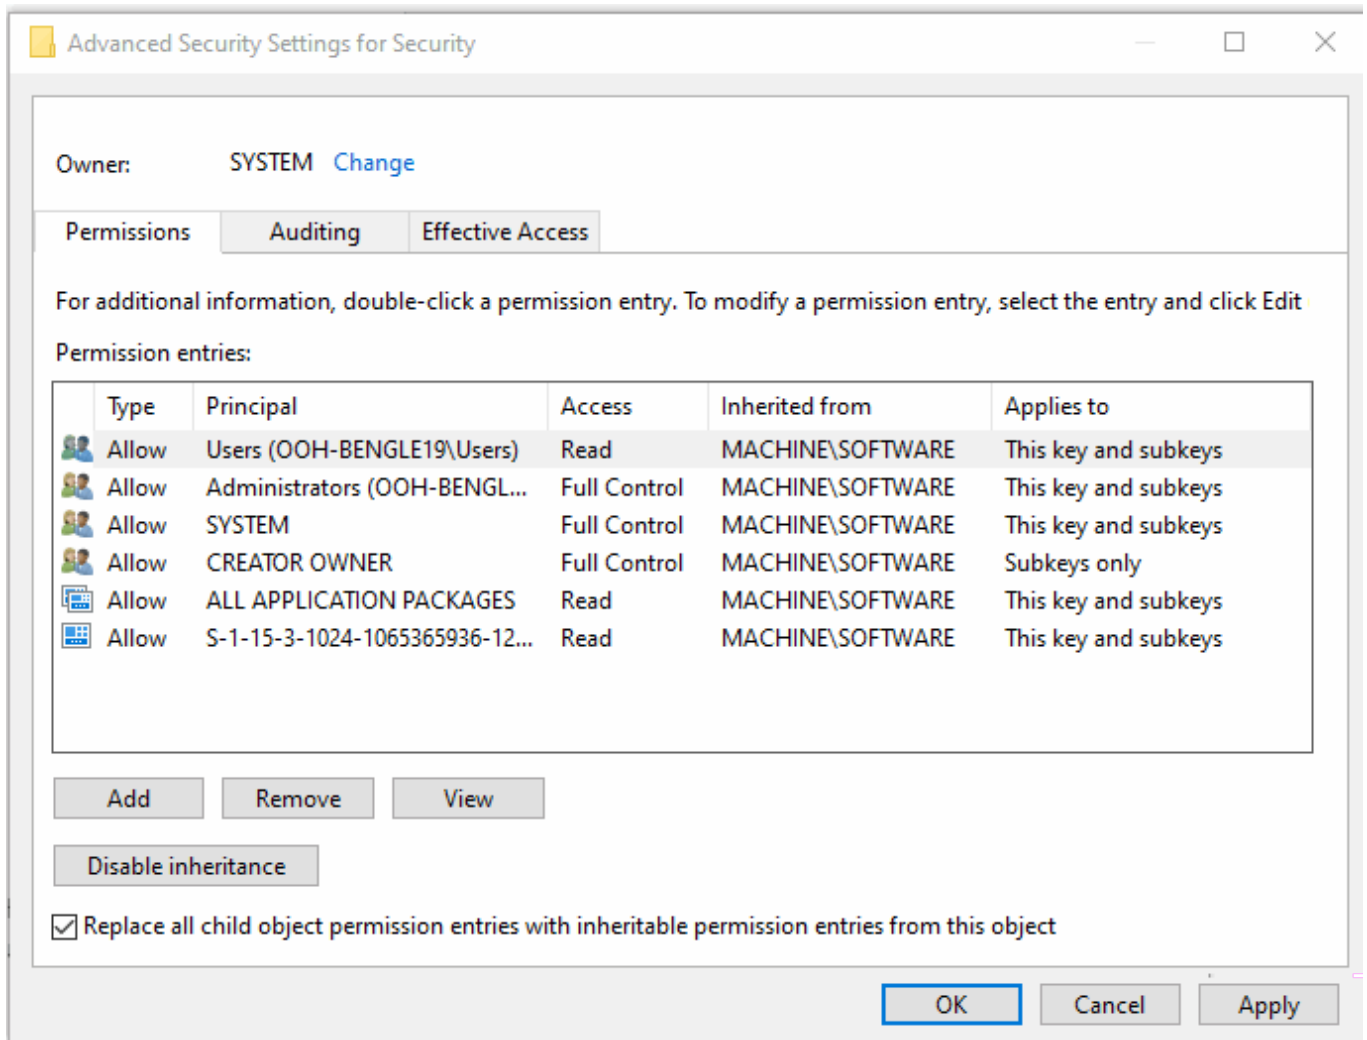 Advanced Security Settings for Security
Owner: SYSTEM Change
Permissions Auditing Effective Access
For additional information, double-click a permission entry. To modify a permission entry, select the entry and click Edit
Permission entries:
Type Principal Access Inherited from Applies to
Allow Users (OOH-BENGLE19\Users) Read MACHINE\SOFTWARE This key and subkeys
Allow Administrators (OOH-BENGL... Full Control MACHINE\SOFTWARE This key and subkeys
Allow SYSTEM Full Control MACHINE\SOFTWARE This key and subkeys
Allow CREATOR OWNER Full Control MACHINE\SOFTWARE Subkeys only
Allow ALL APPLICATION PACKAGES Read MACHINE\SOFTWARE This key and subkeys
Allow S-1-15-3-1024-1065365936-12... Read MACHINE\SOFTWARE This key and subkeys
Add Remove View
Disable inheritance
Replace all child object permission entries with inheritable permission entries from this object
OK Cancel Apply